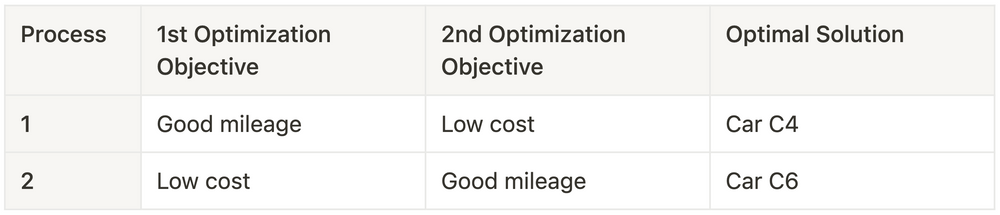 Process 1st Optimization Objective 2nd Optimization Objective Optimal Solution
1 Good mileage Low cost Car C4
2 Low cost Good mileage Car C6